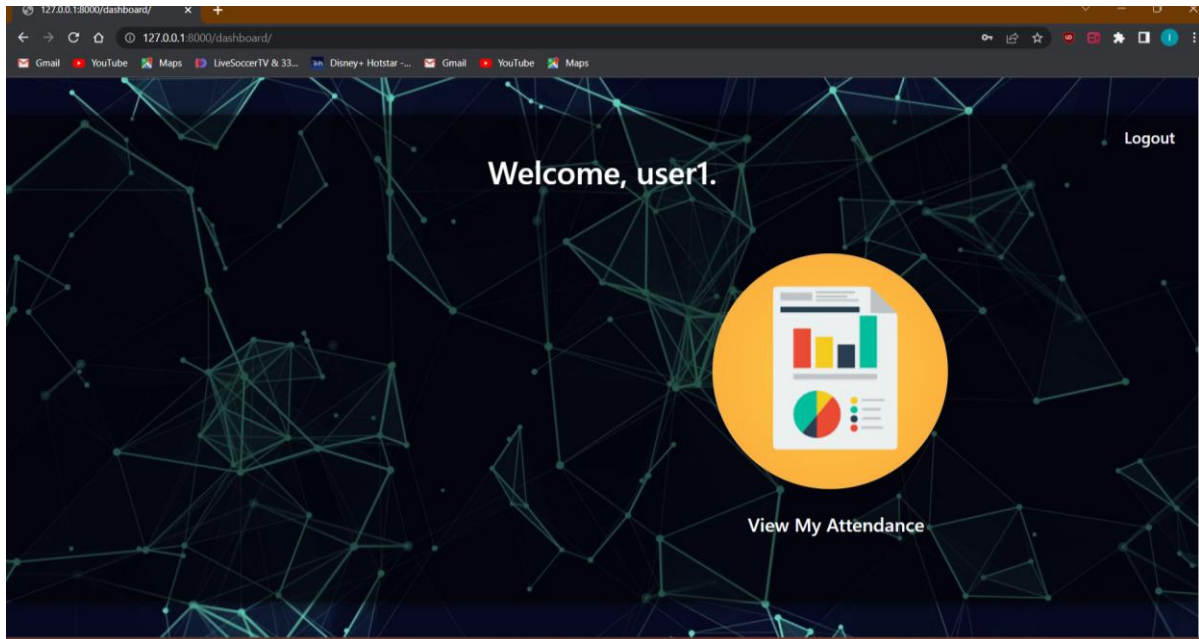 127.0.0.1:8000/dashboard/
127.0.0.1:8000/dashboard/
Gmail YouTube Maps LiveSoccerTV & 33... Disney+ Hotstar -... Gmail YouTube Maps
Logout
Welcome, user1.
View My Attendance